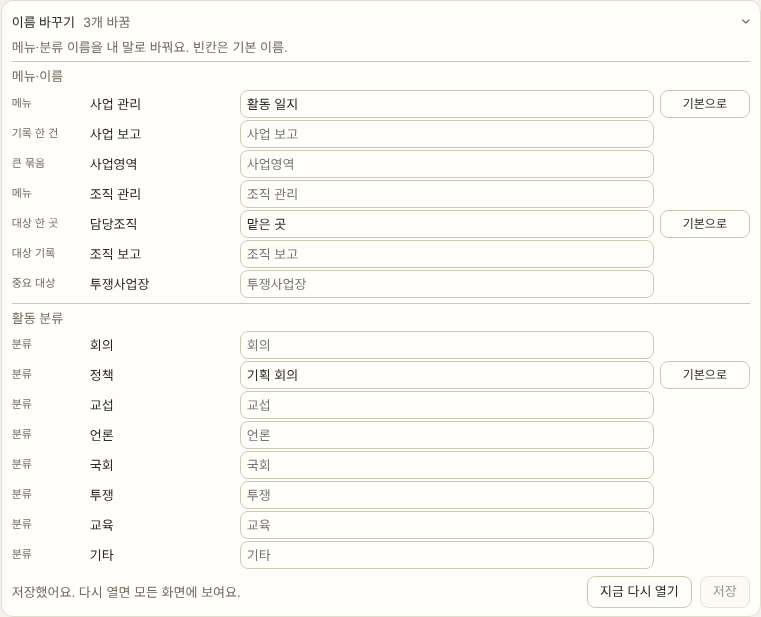 이름 바꾸기 3개 바꿈
메뉴·분류 이름을 내 말로 바꿔요. 빈칸은 기본 이름.
메뉴·이름
메뉴 사업 관리 활동 일지 기본으로
기록 한 건 사업 보고 사업 보고
큰 묶음 사업영역 사업영역
메뉴 조직 관리 조직 관리
대상 한 곳 담당조직 맡은 곳 기본으로
대상 기록 조직 보고 조직 보고
중요 대상 투쟁사업장 투쟁사업장
활동 분류
분류 회의 회의
분류 정책 기획 회의 기본으로
분류 교섭 교섭
분류 언론 언론
분류 국회 국회
분류 투쟁 투쟁
분류 교육 교육
분류 기타 기타
저장했어요. 다시 열면 모든 화면에 보여요. 지금 다시 열기 저장